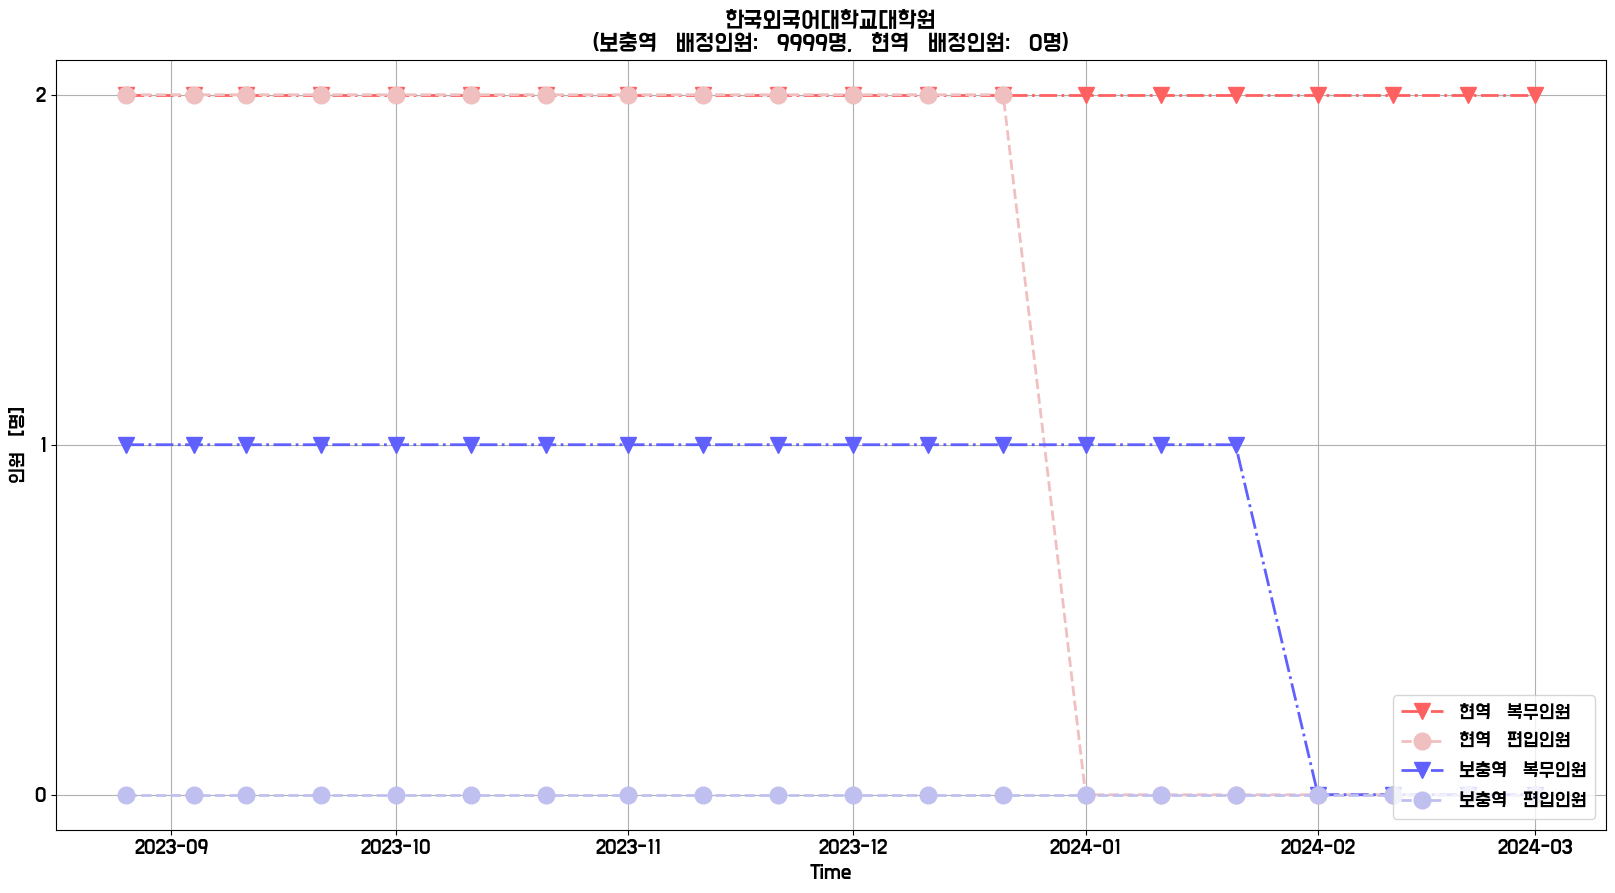 한국외국어대학교대학원
(보충역 배정인원: 9999명, 현역 배정인원: 0명)
인원 [명]
2
1
0
2023-09 2023-10 2023-11 2023-12 2024-01 2024-02 2024-03
Time
현역 복무인원
현역 편입인원
보충역 복무인원
보충역 편입인원